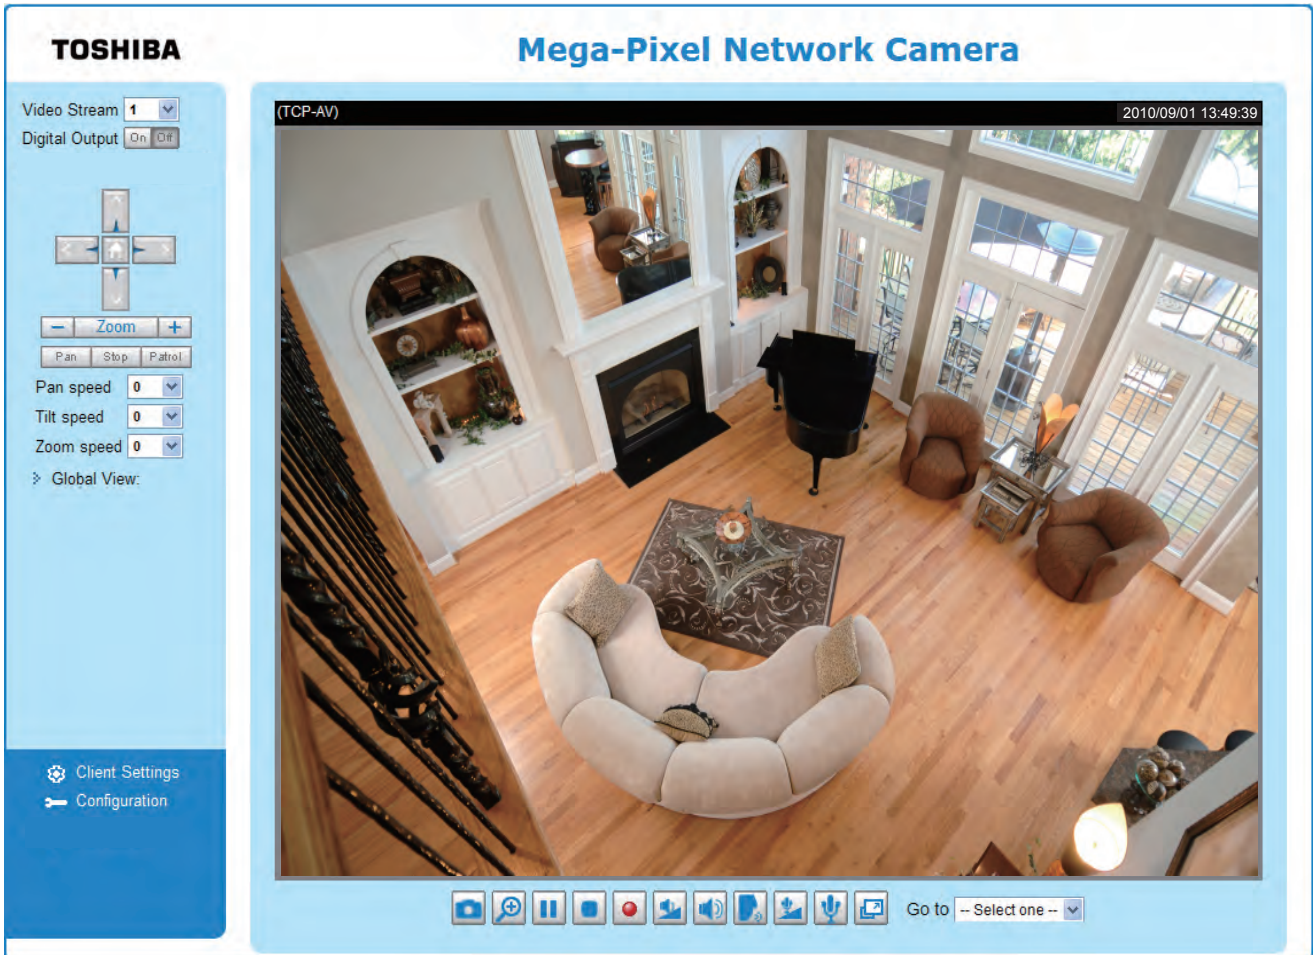 TOSHIBA
Mega-Pixel Network Camera
Video Stream 1
Digital Output On Off
(TCP-AV)
2010/09/01 13:49:39
− Zoom +
Pan Stop Patrol
Pan speed 0
Tilt speed 0
Zoom speed 0
Global View:
Client Settings
Configuration
Go to -- Select one --